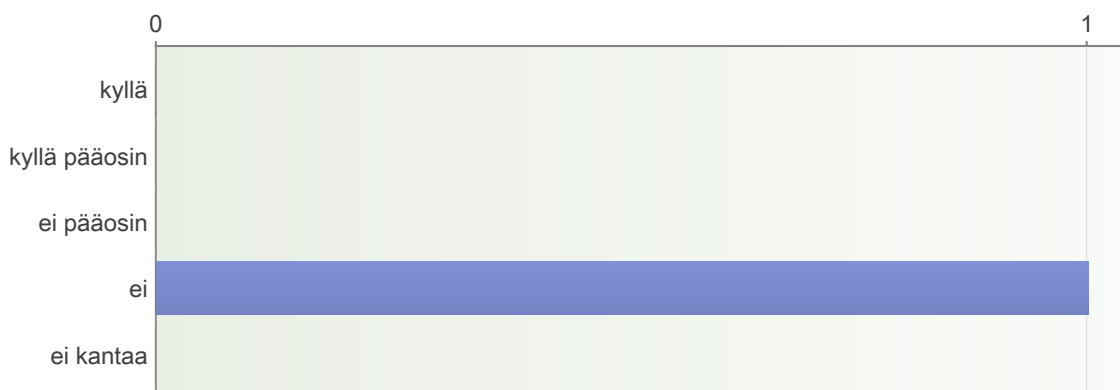 0 1
kyllä
kyllä pääosin
ei pääosin
ei
ei kantaa